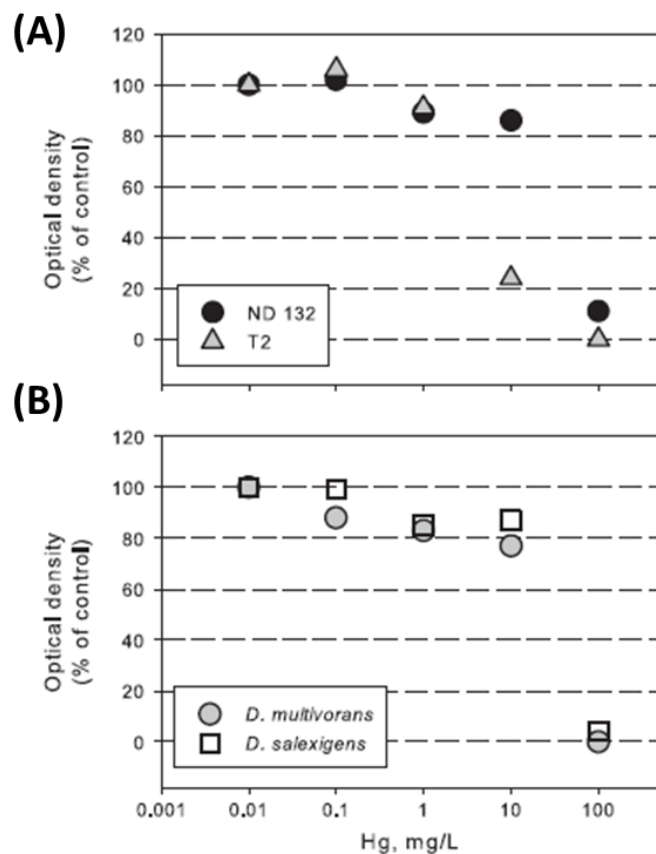 (A)
120
100
80
60
40
20
0
Optical density
(% of control)
ND 132
T2
(B)
120
100
80
60
40
20
0
Optical density
(% of control)
D. multivorans
D. salexigens
0.001 0.01 0.1 1 10 100
Hg, mg/L